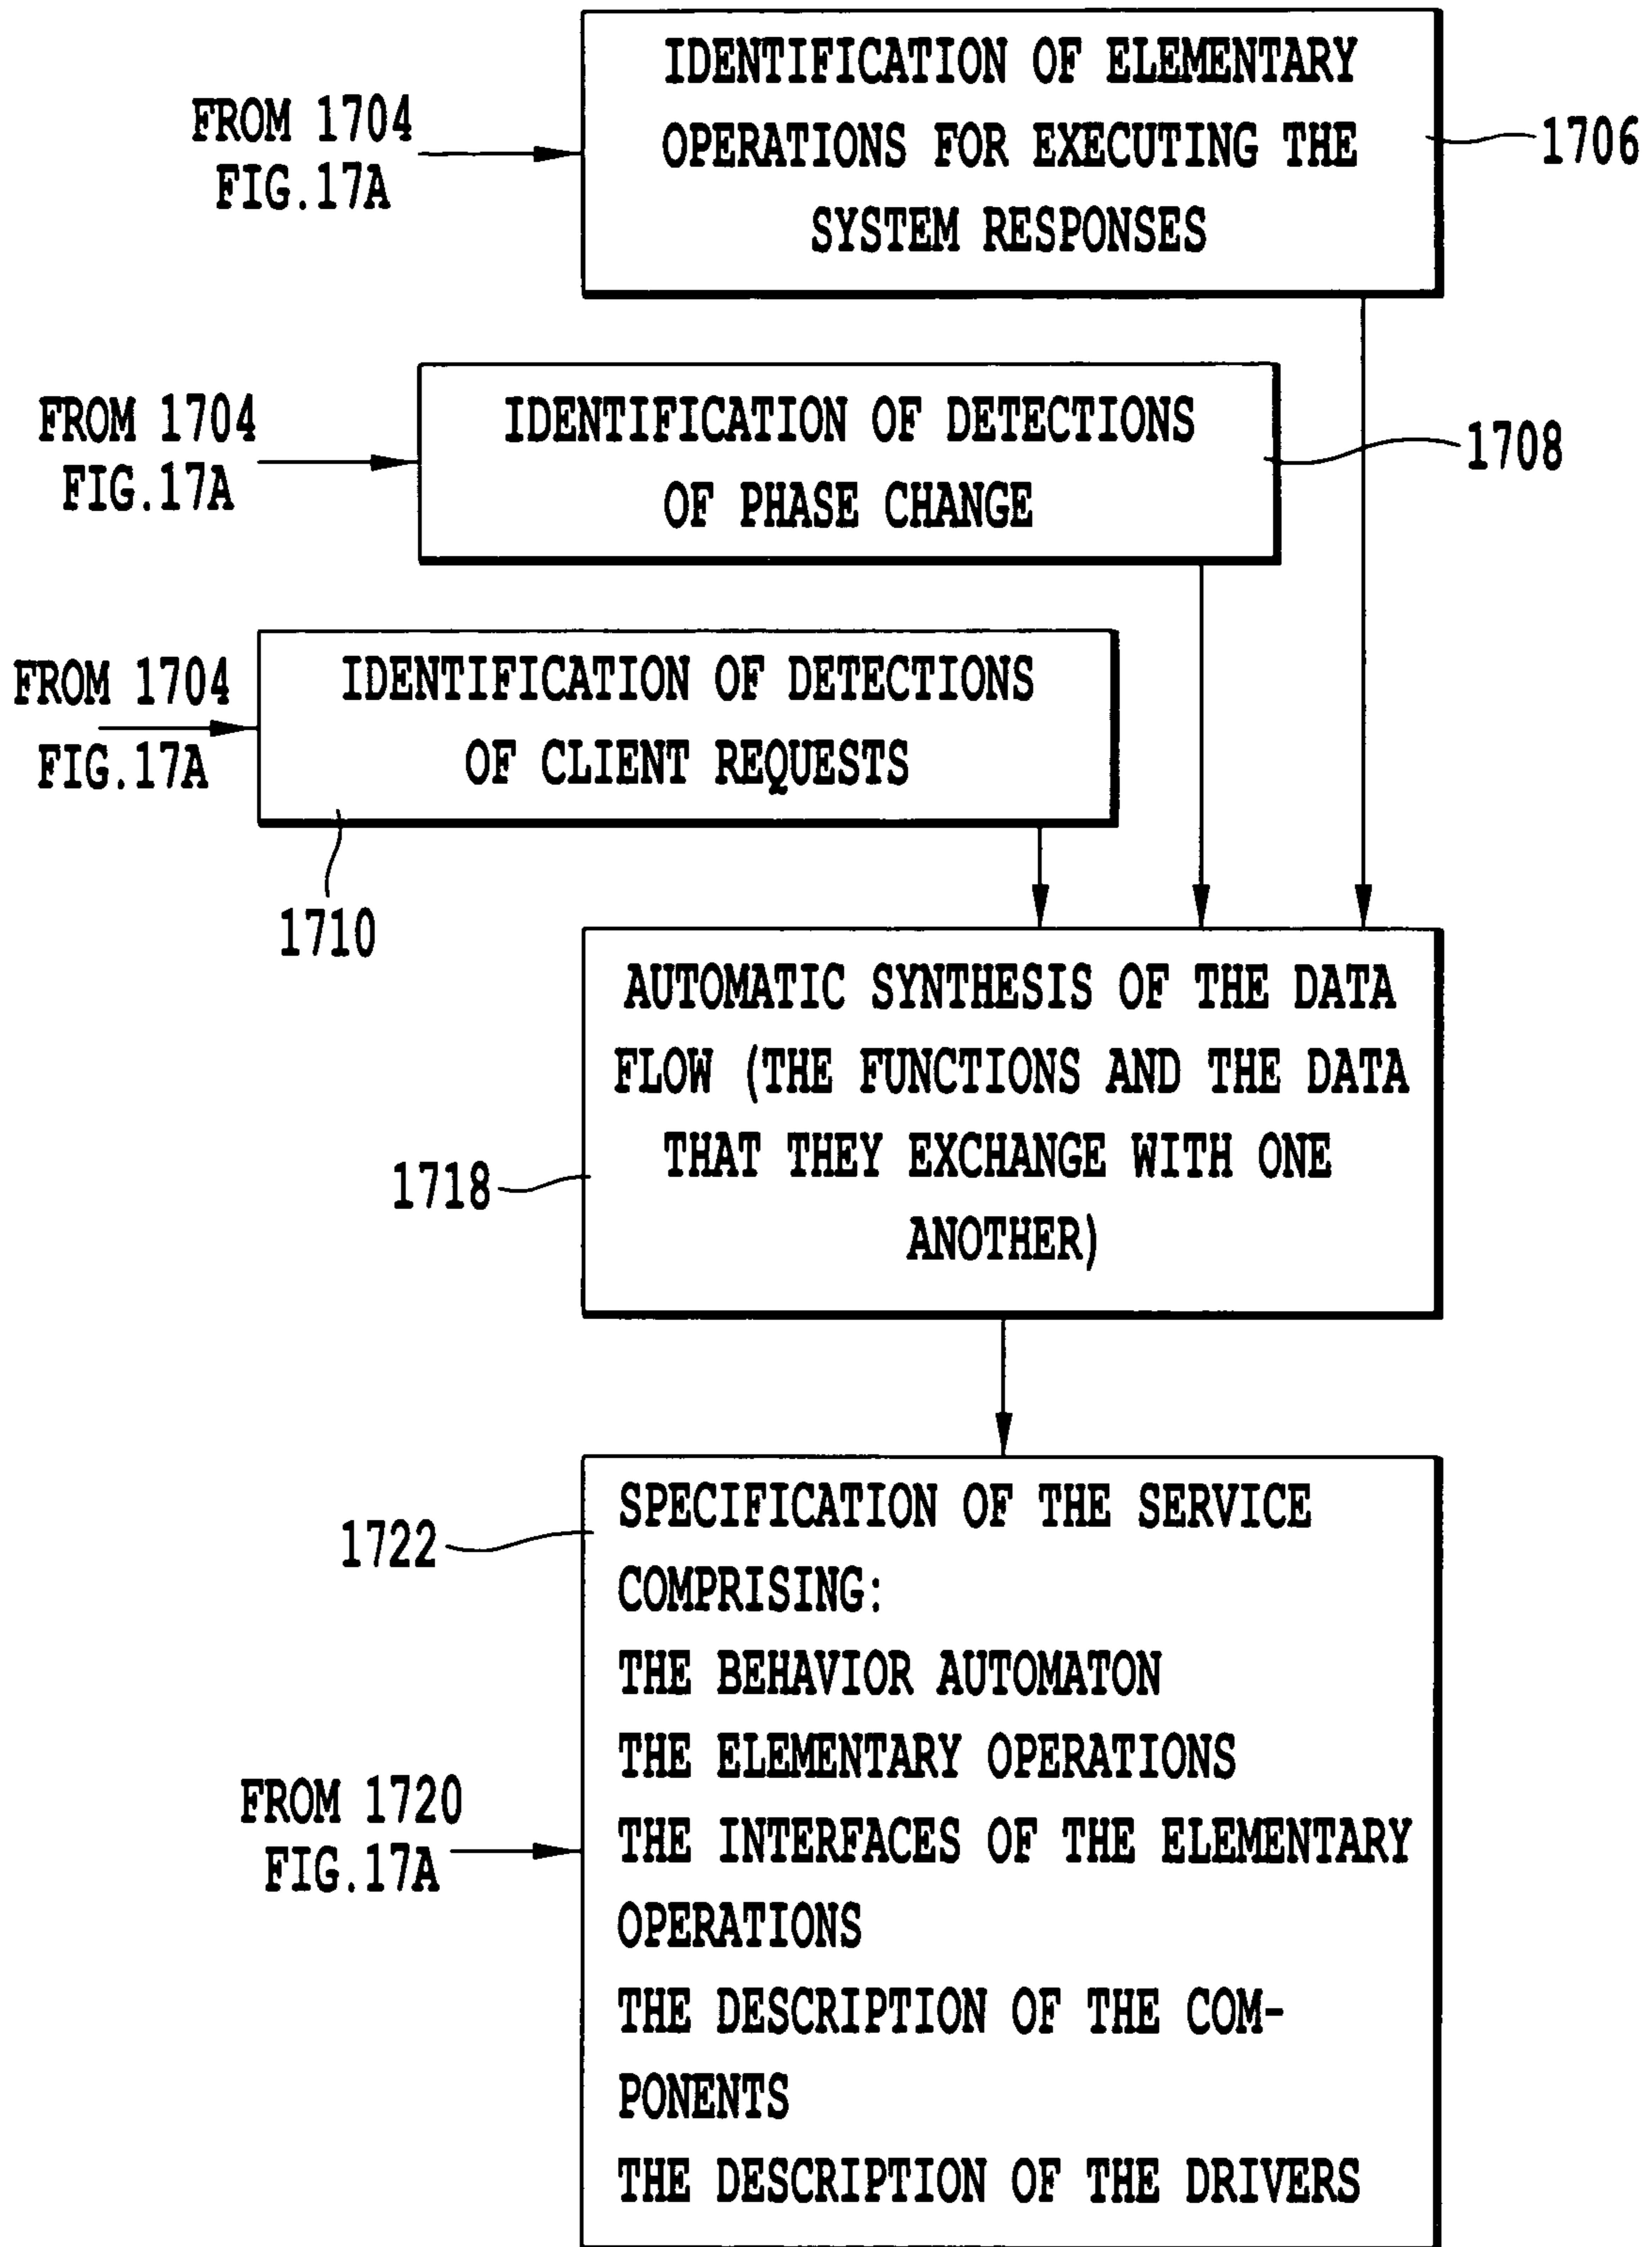 IDENTIFICATION OF ELEMENTARY
OPERATIONS FOR EXECUTING THE
SYSTEM RESPONSES
FROM 1704
FIG.17A
1706
IDENTIFICATION OF DETECTIONS
OF PHASE CHANGE
FROM 1704
FIG.17A
1708
IDENTIFICATION OF DETECTIONS
OF CLIENT REQUESTS
FROM 1704
FIG.17A
1710
AUTOMATIC SYNTHESIS OF THE DATA
FLOW (THE FUNCTIONS AND THE DATA
THAT THEY EXCHANGE WITH ONE
ANOTHER)
1718
SPECIFICATION OF THE SERVICE
COMPRISING:
THE BEHAVIOR AUTOMATON
THE ELEMENTARY OPERATIONS
THE INTERFACES OF THE ELEMENTARY
OPERATIONS
THE DESCRIPTION OF THE COM-
PONENTS
THE DESCRIPTION OF THE DRIVERS
1722
FROM 1720
FIG.17A